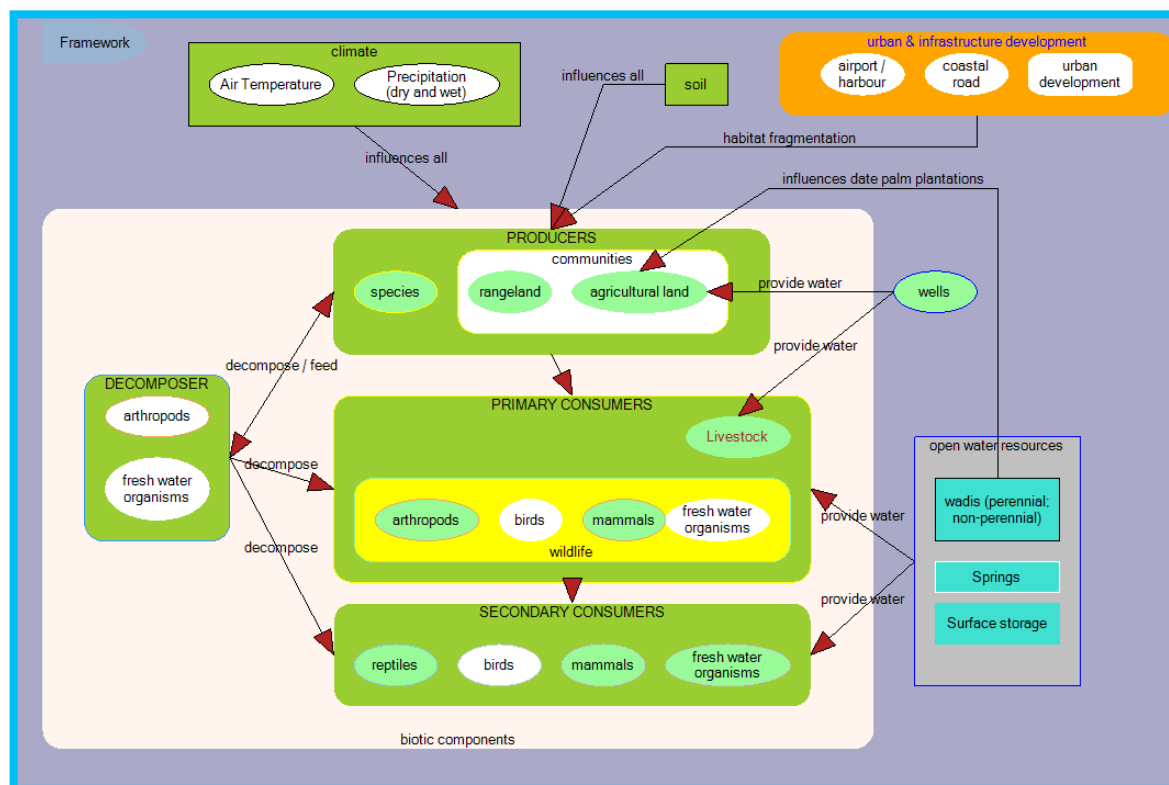 Framework
climate
Air Temperature
Precipitation
(dry and wet)
influences all
soil
urban & infrastructure development
airport /
harbour
coastal
road
urban
development
influences all
habitat fragmentation
influences date palm plantations
PRODUCERS
communities
species
rangeland
agricultural land
provide water
wells
provide water
decompose / feed
DECOMPOSER
arthropods
fresh water
organisms
decompose
decompose
PRIMARY CONSUMERS
Livestock
arthropods
birds
mammals
fresh water
organisms
wildlife
provide water
open water resources
wadis (perennial;
non-perennial)
Springs
Surface storage
provide water
SECONDARY CONSUMERS
reptiles
birds
mammals
fresh water
organisms
biotic components